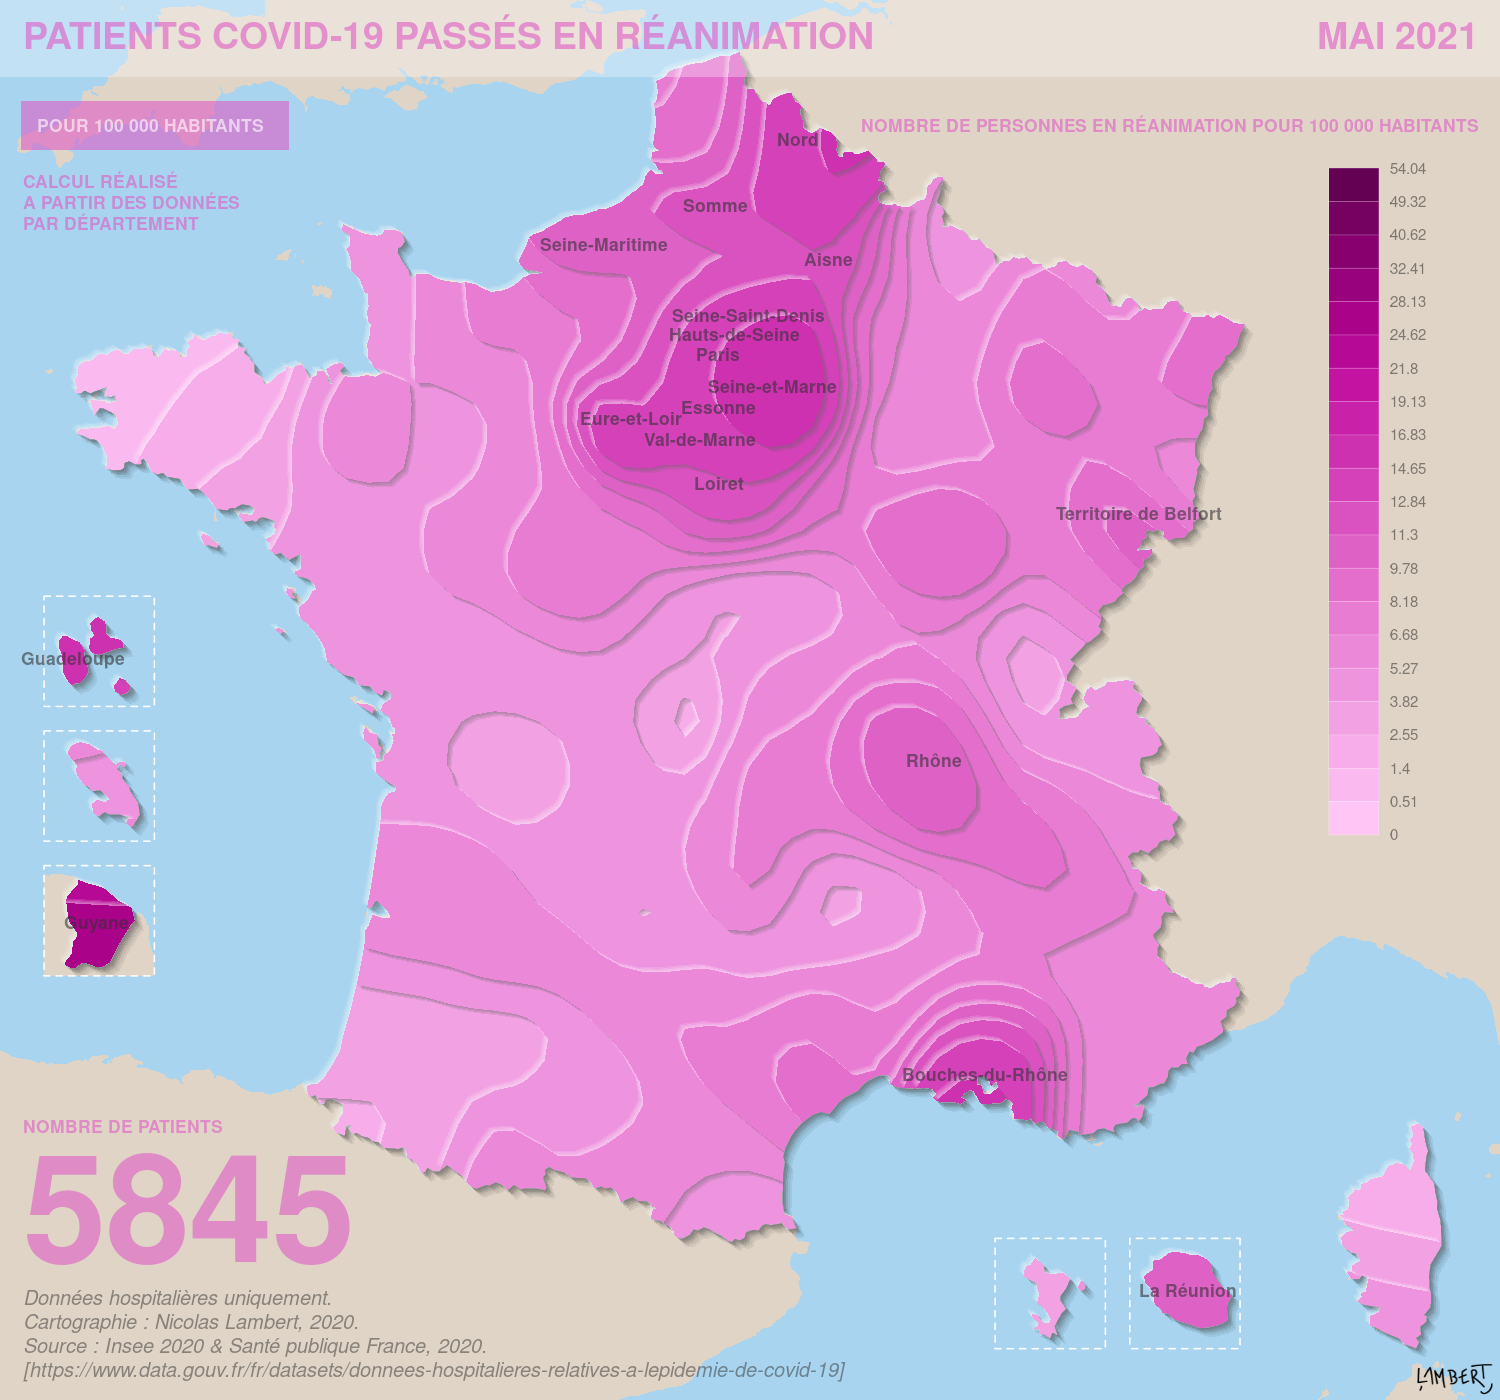 PATIENTS COVID-19 PASSÉS EN RÉANIMATION
MAI 2021
POUR 100 000 HABITANTS
CALCUL RÉALISÉ
A PARTIR DES DONNÉES
PAR DÉPARTEMENT
NOMBRE DE PERSONNES EN RÉANIMATION POUR 100 000 HABITANTS
54.04
49.32
40.62
32.41
28.13
24.62
21.8
19.13
16.83
14.65
12.84
11.3
9.78
8.18
6.68
5.27
3.82
2.55
1.4
0.51
0
Nord
Somme
Seine-Maritime
Aisne
Seine-Saint-Denis
Hauts-de-Seine
Paris
Seine-et-Marne
Essonne
Eure-et-Loir
Val-de-Marne
Loiret
Territoire de Belfort
Guadeloupe
Rhône
Guyane
Bouches-du-Rhône
La Réunion
NOMBRE DE PATIENTS
5845
Données hospitalières uniquement.
Cartographie : Nicolas Lambert, 2020.
Source : Insee 2020 & Santé publique France, 2020.
[https://www.data.gouv.fr/fr/datasets/donnees-hospitalieres-relatives-a-lepidemie-de-covid-19]
LAMBERT